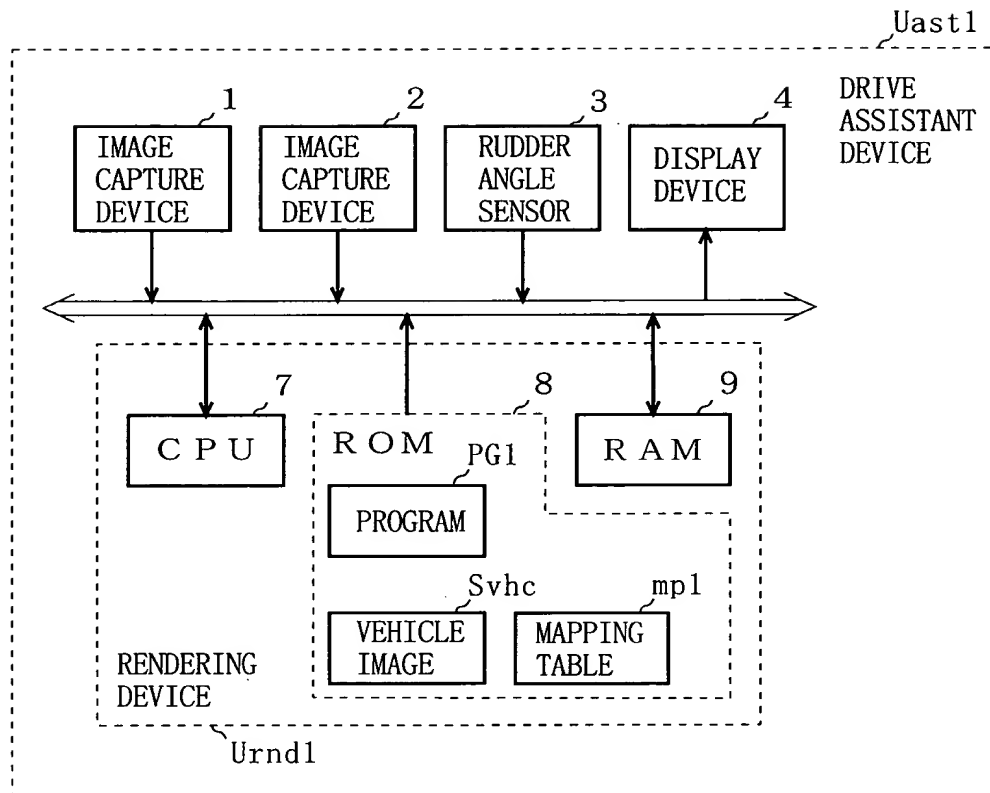 Uast1
DRIVE
ASSISTANT
DEVICE
1
IMAGE
CAPTURE
DEVICE
2
IMAGE
CAPTURE
DEVICE
3
RUDDER
ANGLE
SENSOR
4
DISPLAY
DEVICE
7
CPU
8
ROM
PG1
PROGRAM
Svhc
VEHICLE
IMAGE
mp1
MAPPING
TABLE
9
RAM
RENDERING
DEVICE
Urnd1